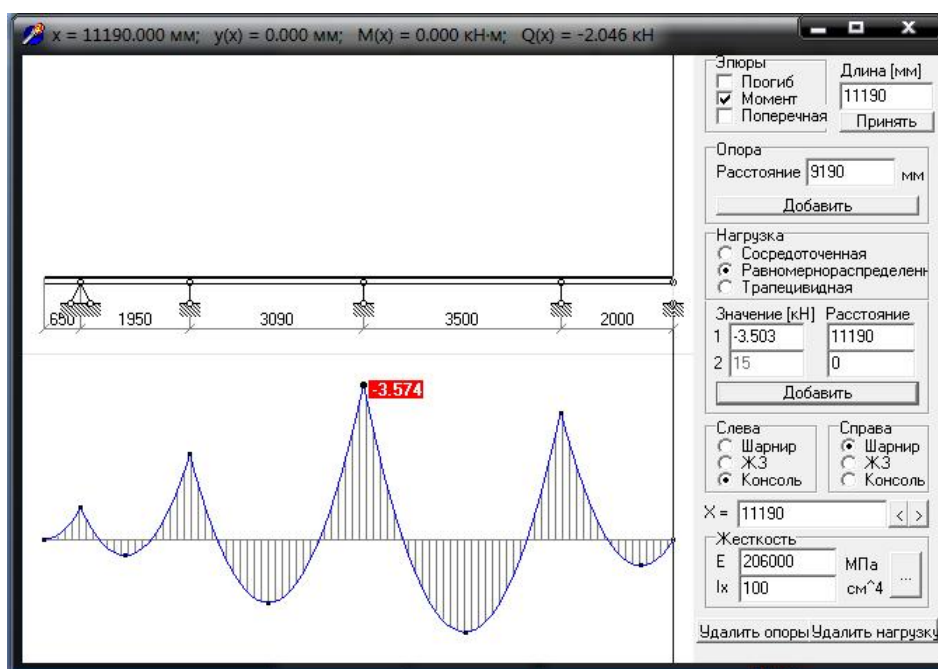 x = 11190.000 мм; y(x) = 0.000 мм; M(x) = 0.000 кН·м; Q(x) = -2.046 кН
Эпюры
Прогиб
Момент
Поперечная
Длина [мм]
11190
Принять
Опора
Расстояние 9190 мм
Добавить
Нагрузка
Сосредоточенная
Равномернораспределенн
Трапецивидная
650 1950 3090 3500 2000
Значение [кН] Расстояние
1 -3.503 11190
2 15 0
Добавить
-3.574
Слева
Шарнир
ЖЗ
Консоль
Справа
Шарнир
ЖЗ
Консоль
X = 11190 < >
Жесткость
E 206000 МПа
Ix 100 см^4 ...
Удалить опоры Удалить нагрузку